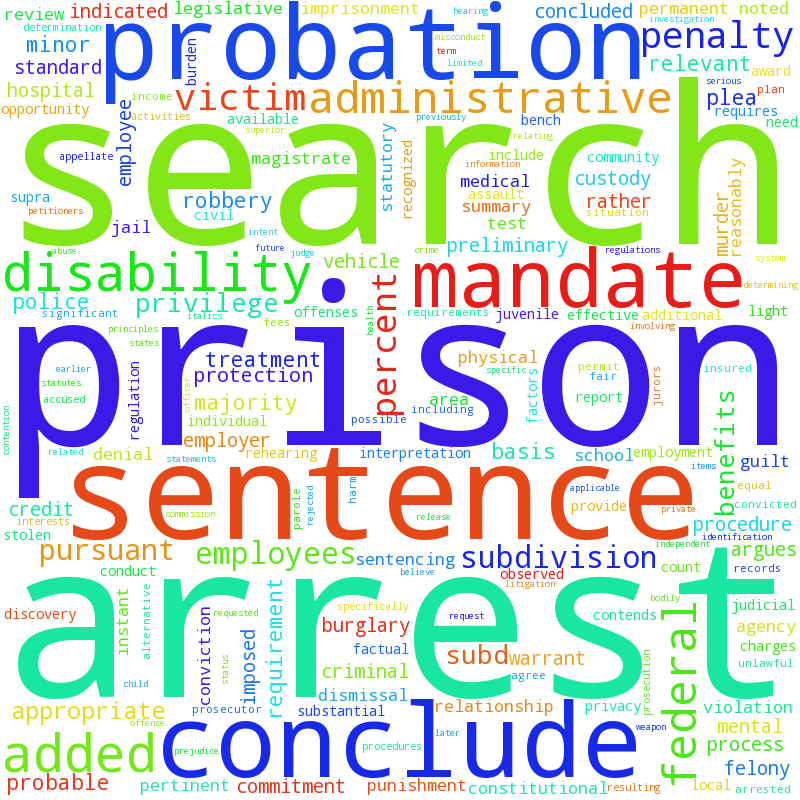 review indicated legislative imprisonment hearing concluded permanent noted
determination investigation
minor probation misconduct penalty
standard burden term relevant
hospital limited serious award
victim administrative plea plan
opportunity income requires
employee activities available previously bench need
search
superior relating
appellate magistrate statutory recognized information include community
medical custody murder reasonably
supra robbery assault rather
petitioners civil summary situation
jail intent test preliminary
abuse future judge crime regulations system
disability vehicle mandate
police privilege percent determining
significant italics offenses requirements juvenile effective additional light
principles fees health involving
states
prison
earlier treatment physical permit insured
statutes protection specific fair
accused regulation officer majority factors report jurors
individual possible including area benefits
contention employer
related denial rehearing interpretation basis school employment guilt
statements items
sentence
credit harm applicable equal
interests commission parole rejected release provide private convicted
stolen procedure
pursuant employees sentencing subdivision identification
independent argues
conduct believe observed count records
litigation
arrest
discovery instant alternative requested specifically request bodily judicial
conviction requirement burglary contends federal agency
imposed factual subd warrant charges
status criminal agree prosecution unlawful
child dismissal
prosecutor substantial relationship privacy violation
appropriate offense weapon mental
added prejudice conclude later process
procedures felony
probable pertinent commitment punishment constitutional resulting local arrested